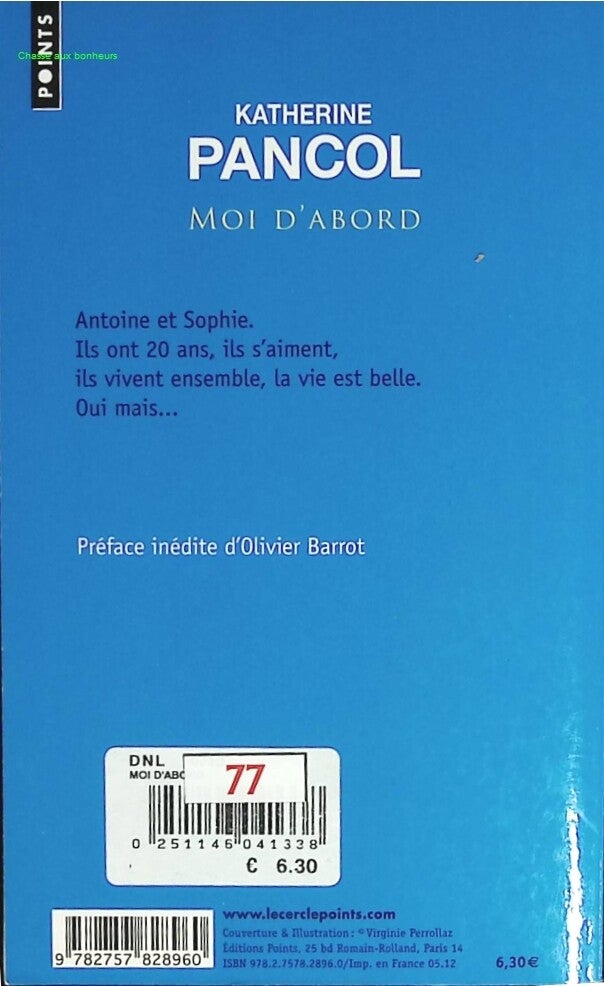 POINTS
Chasse aux bonheurs
KATHERINE
PANCOL
MOI D'ABORD
Antoine et Sophie.
Ils ont 20 ans, ils s'aiment,
ils vivent ensemble, la vie est belle.
Oui mais...
Préface inédite d'Olivier Barrot
DNL
MOI D'ABO
77
0 251146 041338
€ 6.30
www.lecerclepoints.com
Couverture & Illustration : © Virginie Perrollaz
Éditions Points, 25 bd Romain-Rolland, Paris 14
ISBN 978.2.7578.2896.0/Imp. en France 05.12
6,30€
9 782757 828960